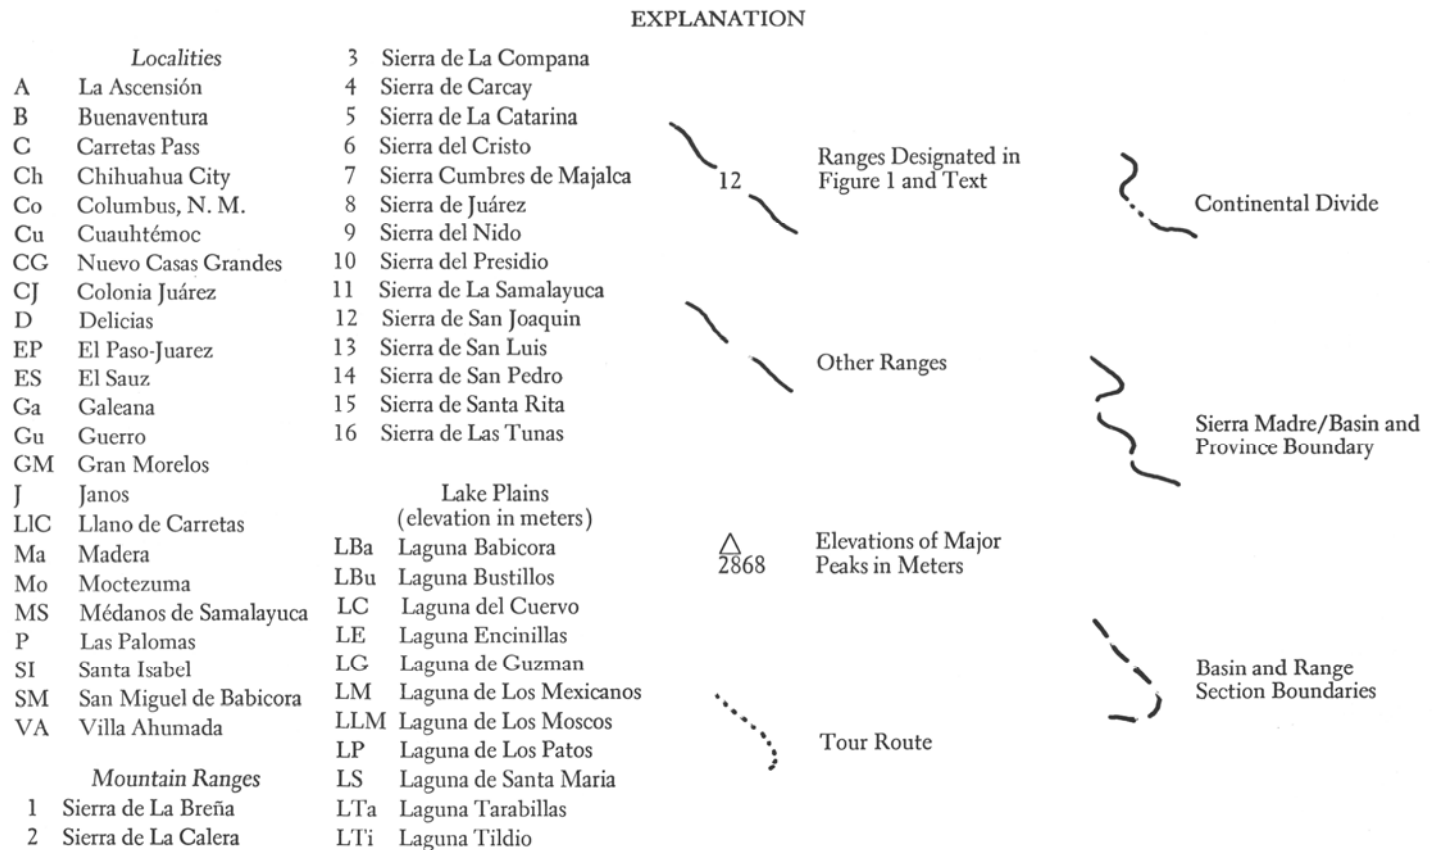 EXPLANATION
Localities
A La Ascensión
B Buenaventura
C Carretas Pass
Ch Chihuahua City
Co Columbus, N. M.
Cu Cuauhtémoc
CG Nuevo Casas Grandes
CJ Colonia Juárez
D Delicias
EP El Paso-Juarez
ES El Sauz
Ga Galeana
Gu Guerro
GM Gran Morelos
J Janos
LlC Llano de Carretas
Ma Madera
Mo Moctezuma
MS Médanos de Samalayuca
P Las Palomas
SI Santa Isabel
SM San Miguel de Babicora
VA Villa Ahumada
Mountain Ranges
1 Sierra de La Breña
2 Sierra de La Calera
3 Sierra de La Compana
4 Sierra de Carcay
5 Sierra de La Catarina
6 Sierra del Cristo
7 Sierra Cumbres de Majalca
8 Sierra de Juárez
9 Sierra del Nido
10 Sierra del Presidio
11 Sierra de La Samalayuca
12 Sierra de San Joaquin
13 Sierra de San Luis
14 Sierra de San Pedro
15 Sierra de Santa Rita
16 Sierra de Las Tunas
Lake Plains
(elevation in meters)
LBa Laguna Babicora
LBu Laguna Bustillos
LC Laguna del Cuervo
LE Laguna Encinillas
LG Laguna de Guzman
LM Laguna de Los Mexicanos
LLM Laguna de Los Moscos
LP Laguna de Los Patos
LS Laguna de Santa Maria
LTa Laguna Tarabillas
LTi Laguna Tildio
12
Ranges Designated in
Figure 1 and Text
Other Ranges
2868
Elevations of Major
Peaks in Meters
Tour Route
Continental Divide
Sierra Madre/Basin and
Province Boundary
Basin and Range
Section Boundaries